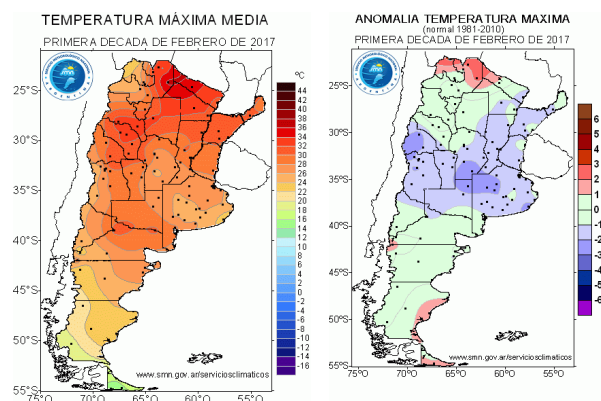 TEMPERATURA MÁXIMA MEDIA
PRIMERA DECADA DE FEBRERO DE 2017
25°S
30°S
35°S
40°S
45°S
50°S
55°S
75°
70°W
65°W
60°W
55°W
www.smn.gov.ar/serviciosclimaticos
°C
44
42
40
38
36
34
32
30
28
26
24
22
20
18
16
14
12
10
8
6
4
2
0
-2
-4
-6
-8
-10
-12
-14
-16
ANOMALIA TEMPERATURA MAXIMA
(normal 1981-2010)
PRIMERA DECADA DE FEBRERO DE 2017
25°S
30°S
35°S
40°S
45°S
50°S
55°S
75°
70°W
65°W
60°W
55°W
www.smn.gov.ar/serviciosclimaticos
6
5
4
3
2
1
0
-1
-2
-3
-4
-5
-6